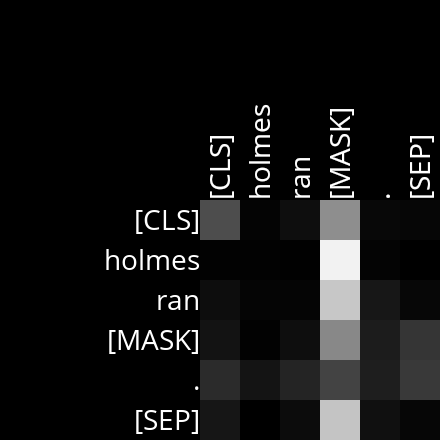 [CLS] holmes ran [MASK] . [SEP]
[CLS]
holmes
ran
[MASK]
.
[SEP]